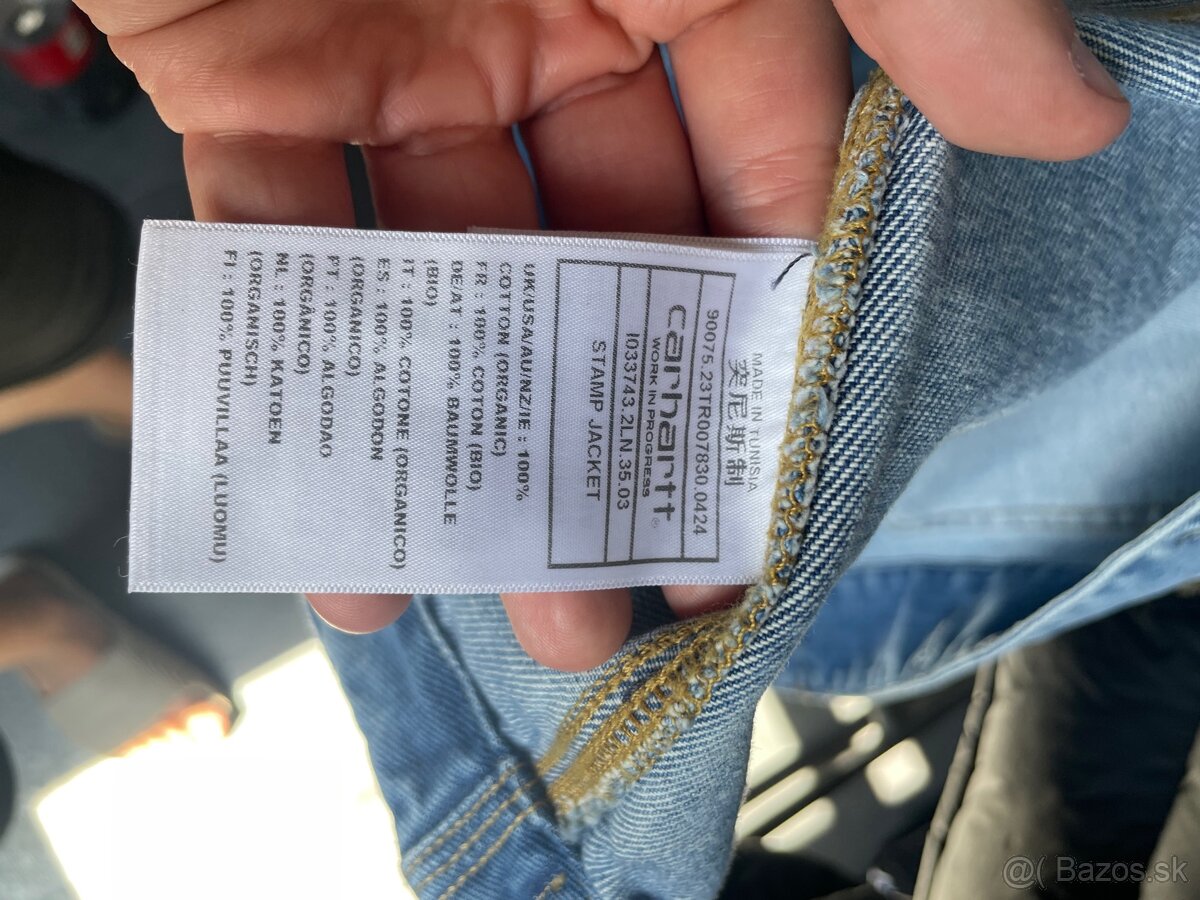 MADE IN TUNISIA
突尼斯制
90075.23TR007830.0424
carhartt®
WORK IN PROGRESS
I033743.2LN.35.03
STAMP JACKET
UK/USA/AU/NZ/IE : 100%
COTTON (ORGANIC)
FR : 100% COTON (BIO)
DE/AT : 100% BAUMWOLLE
(BIO)
IT : 100% COTONE (ORGANICO)
ES : 100% ALGODON
(ORGANICO)
PT : 100% ALGODAO
(ORGÂNICO)
NL : 100% KATOEN
(ORGANISCH)
FI : 100% PUUVILLAA (LUOMU)
@( Bazos.sk